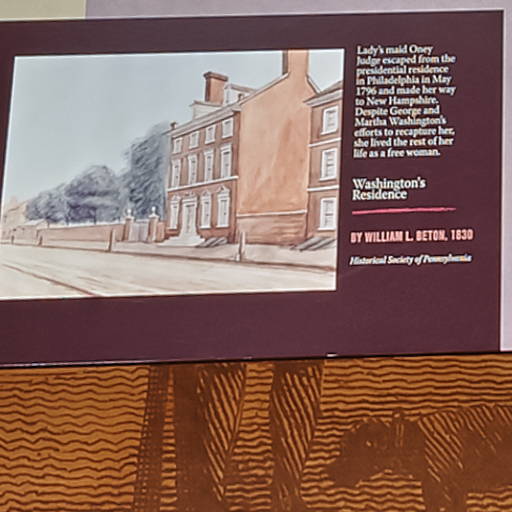 Lady's maid Oney
Judge escaped from the
presidential residence
in Philadelphia in May
1796 and made her way
to New Hampshire.
Despite George and
Martha Washington's
efforts to recapture her,
she lived the rest of her
life as a free woman.
Washington's
Residence
BY WILLIAM L. BETON, 1830
Historical Society of Pennsylvania